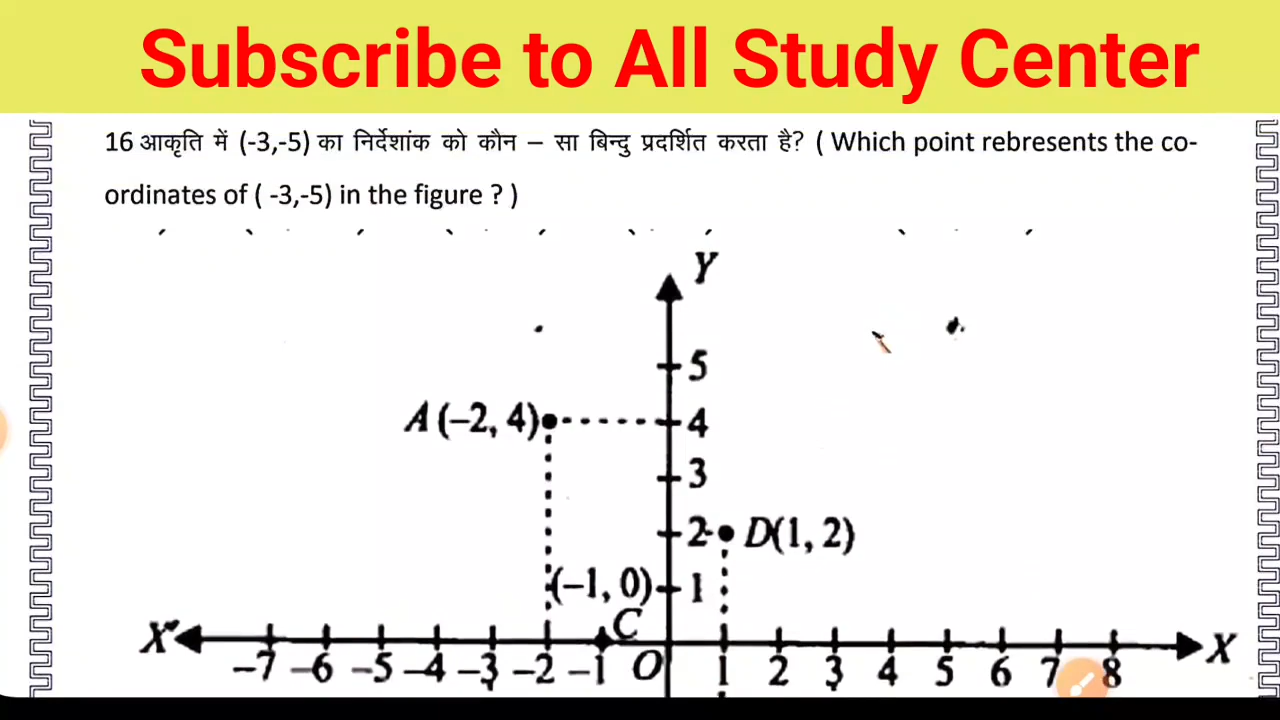 Subscribe to All Study Center
16 आकृति में (-3,-5) का निर्देशांक को कौन – सा बिन्दु प्रदर्शित करता है? ( Which point rebresents the co-
ordinates of ( -3,-5) in the figure ? )
Y
5
A (–2, 4) 4
3
2 D(1, 2)
(–1, 0) 1
C
X' X
–7 –6 –5 –4 –3 –2 –1 O 1 2 3 4 5 6 7 8